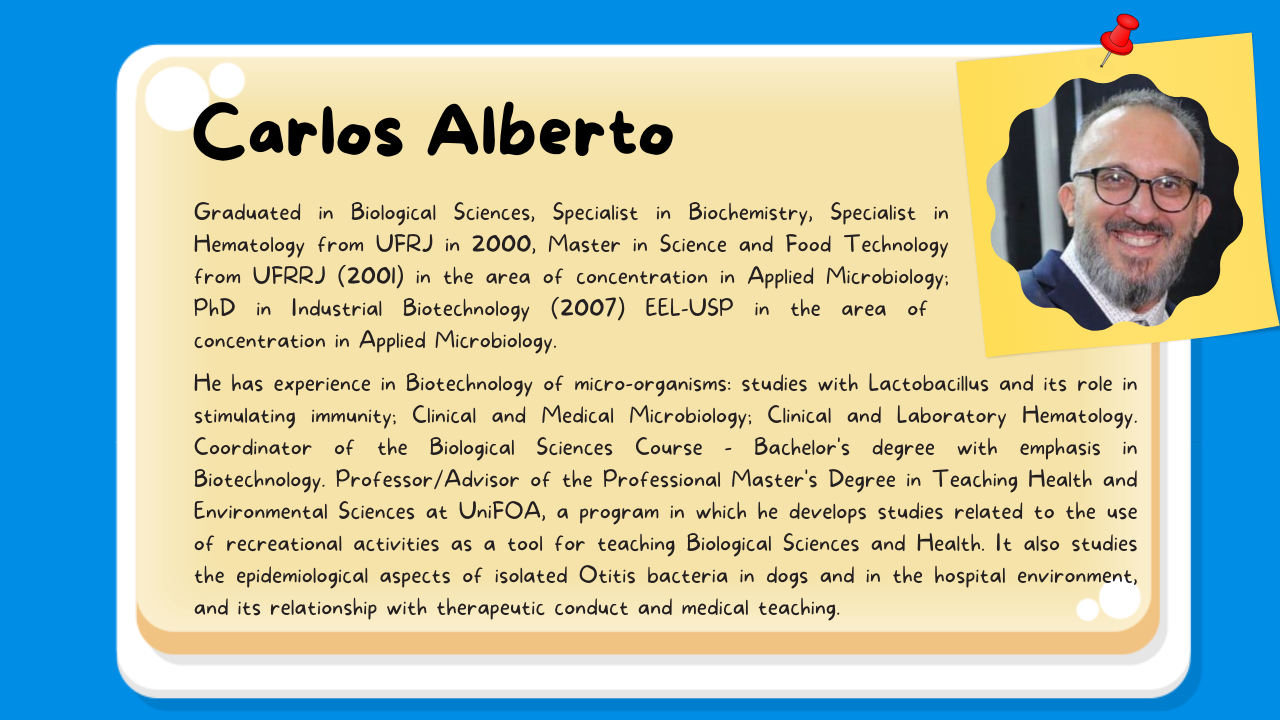 Carlos Alberto
Graduated in Biological Sciences, Specialist in Biochemistry, Specialist in
Hematology from UFRJ in 2000, Master in Science and Food Technology
from UFRRJ (2001) in the area of concentration in Applied Microbiology;
PhD in Industrial Biotechnology (2007) EEL-USP in the area of
concentration in Applied Microbiology.
He has experience in Biotechnology of micro-organisms: studies with Lactobacillus and its role in
stimulating immunity; Clinical and Medical Microbiology; Clinical and Laboratory Hematology.
Coordinator of the Biological Sciences Course - Bachelor's degree with emphasis in
Biotechnology. Professor/Advisor of the Professional Master's Degree in Teaching Health and
Environmental Sciences at UniFOA, a program in which he develops studies related to the use
of recreational activities as a tool for teaching Biological Sciences and Health. It also studies
the epidemiological aspects of isolated Otitis bacteria in dogs and in the hospital environment,
and its relationship with therapeutic conduct and medical teaching.